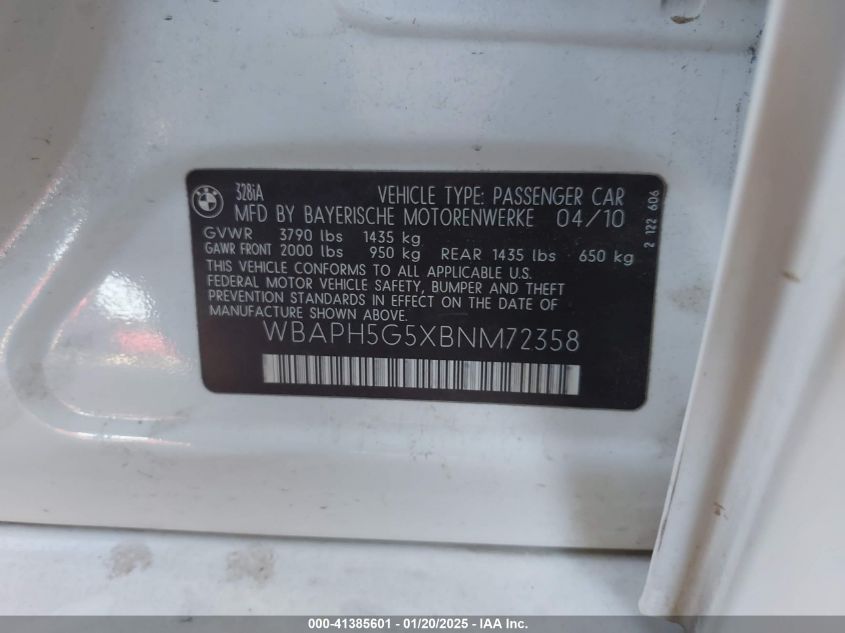 BMW
328iA
VEHICLE TYPE: PASSENGER CAR
MFD BY BAYERISCHE MOTORENWERKE 04/10
GVWR 3790 lbs 1435 kg
GAWR FRONT 2000 lbs 950 kg REAR 1435 lbs 650 kg
THIS VEHICLE CONFORMS TO ALL APPLICABLE U.S.
FEDERAL MOTOR VEHICLE SAFETY, BUMPER AND THEFT
PREVENTION STANDARDS IN EFFECT ON THE DATE OF
MANUFACTURE SHOWN ABOVE.
WBAPH5G5XBNM72358
2 122 606
000-41385601 - 01/20/2025 - IAA Inc.